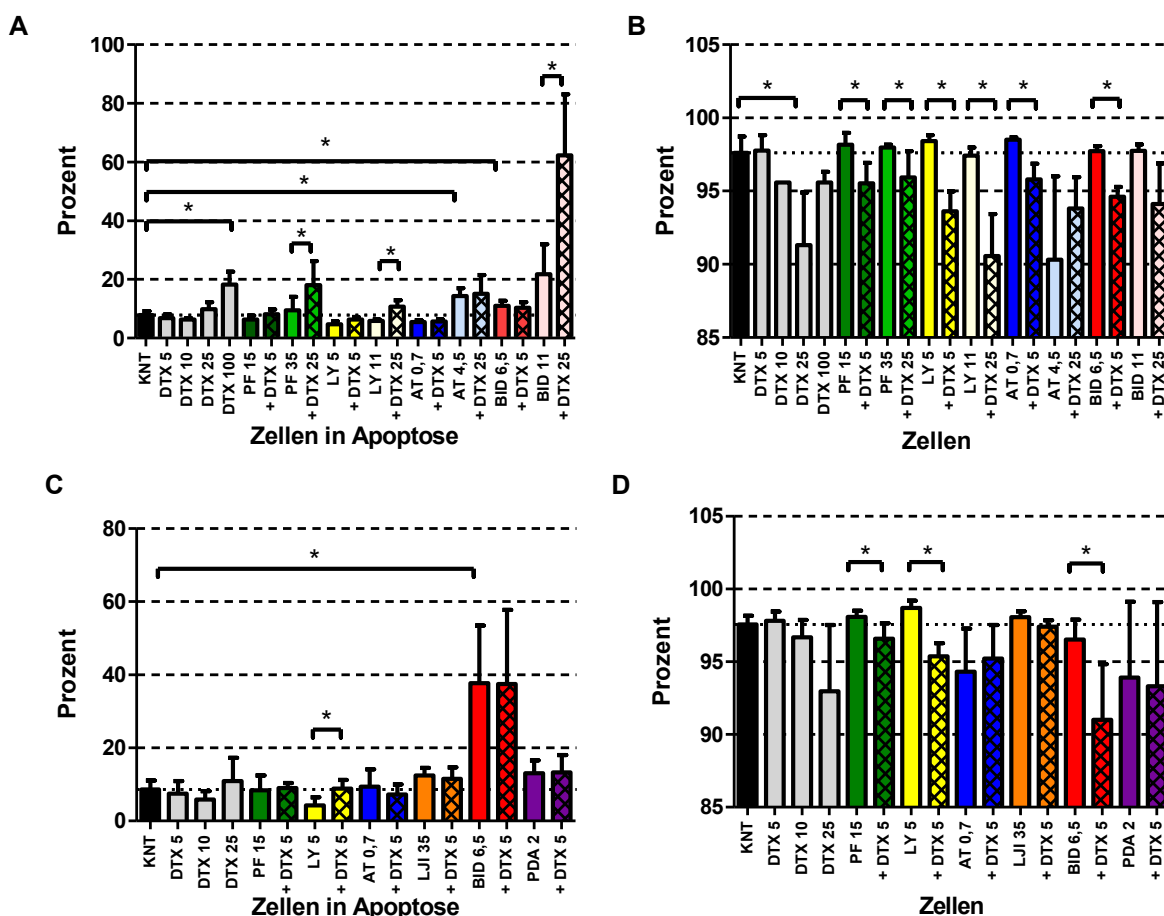 A
100
80
60
40
20
0
Prozent
*
*
*
*
*
*
KNT
DTX 5
DTX 10
DTX 25
DTX 100
PF 15
+ DTX 5
PF 35
+ DTX 25
LY 5
+ DTX 5
LY 11
+ DTX 25
AT 0,7
+ DTX 5
AT 4,5
+ DTX 25
BID 6,5
+ DTX 5
BID 11
+ DTX 25
Zellen in Apoptose
B
105
100
95
90
85
Prozent
*
*
*
*
*
*
*
KNT
DTX 5
DTX 10
DTX 25
DTX 100
PF 15
+ DTX 5
PF 35
+ DTX 25
LY 5
+ DTX 5
LY 11
+ DTX 25
AT 0,7
+ DTX 5
AT 4,5
+ DTX 25
BID 6,5
+ DTX 5
BID 11
+ DTX 25
Zellen
C
80
60
40
20
0
Prozent
*
*
KNT
DTX 5
DTX 10
DTX 25
PF 15
+ DTX 5
LY 5
+ DTX 5
AT 0,7
+ DTX 5
LJI 35
+ DTX 5
BID 6,5
+ DTX 5
PDA 2
+ DTX 5
Zellen in Apoptose
D
105
100
95
90
85
Prozent
*
*
*
KNT
DTX 5
DTX 10
DTX 25
PF 15
+ DTX 5
LY 5
+ DTX 5
AT 0,7
+ DTX 5
LJI 35
+ DTX 5
BID 6,5
+ DTX 5
PDA 2
+ DTX 5
Zellen